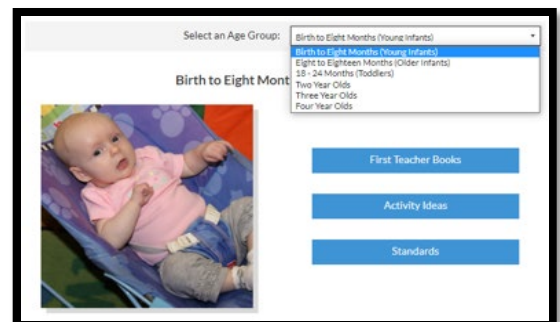 Select an Age Group:
Birth to Eight Months (Young Infants)
Birth to Eight Months (Young Infants)
Eight to Eighteen Months (Older Infants)
18 - 24 Months (Toddlers)
Two Year Olds
Three Year Olds
Four Year Olds
Birth to Eight Mont
First Teacher Books
Activity Ideas
Standards